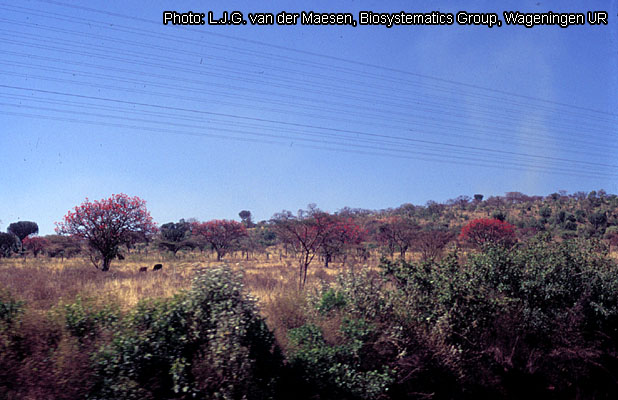 Photo: L.J.G. van der Maesen, Biosystematics Group, Wageningen UR